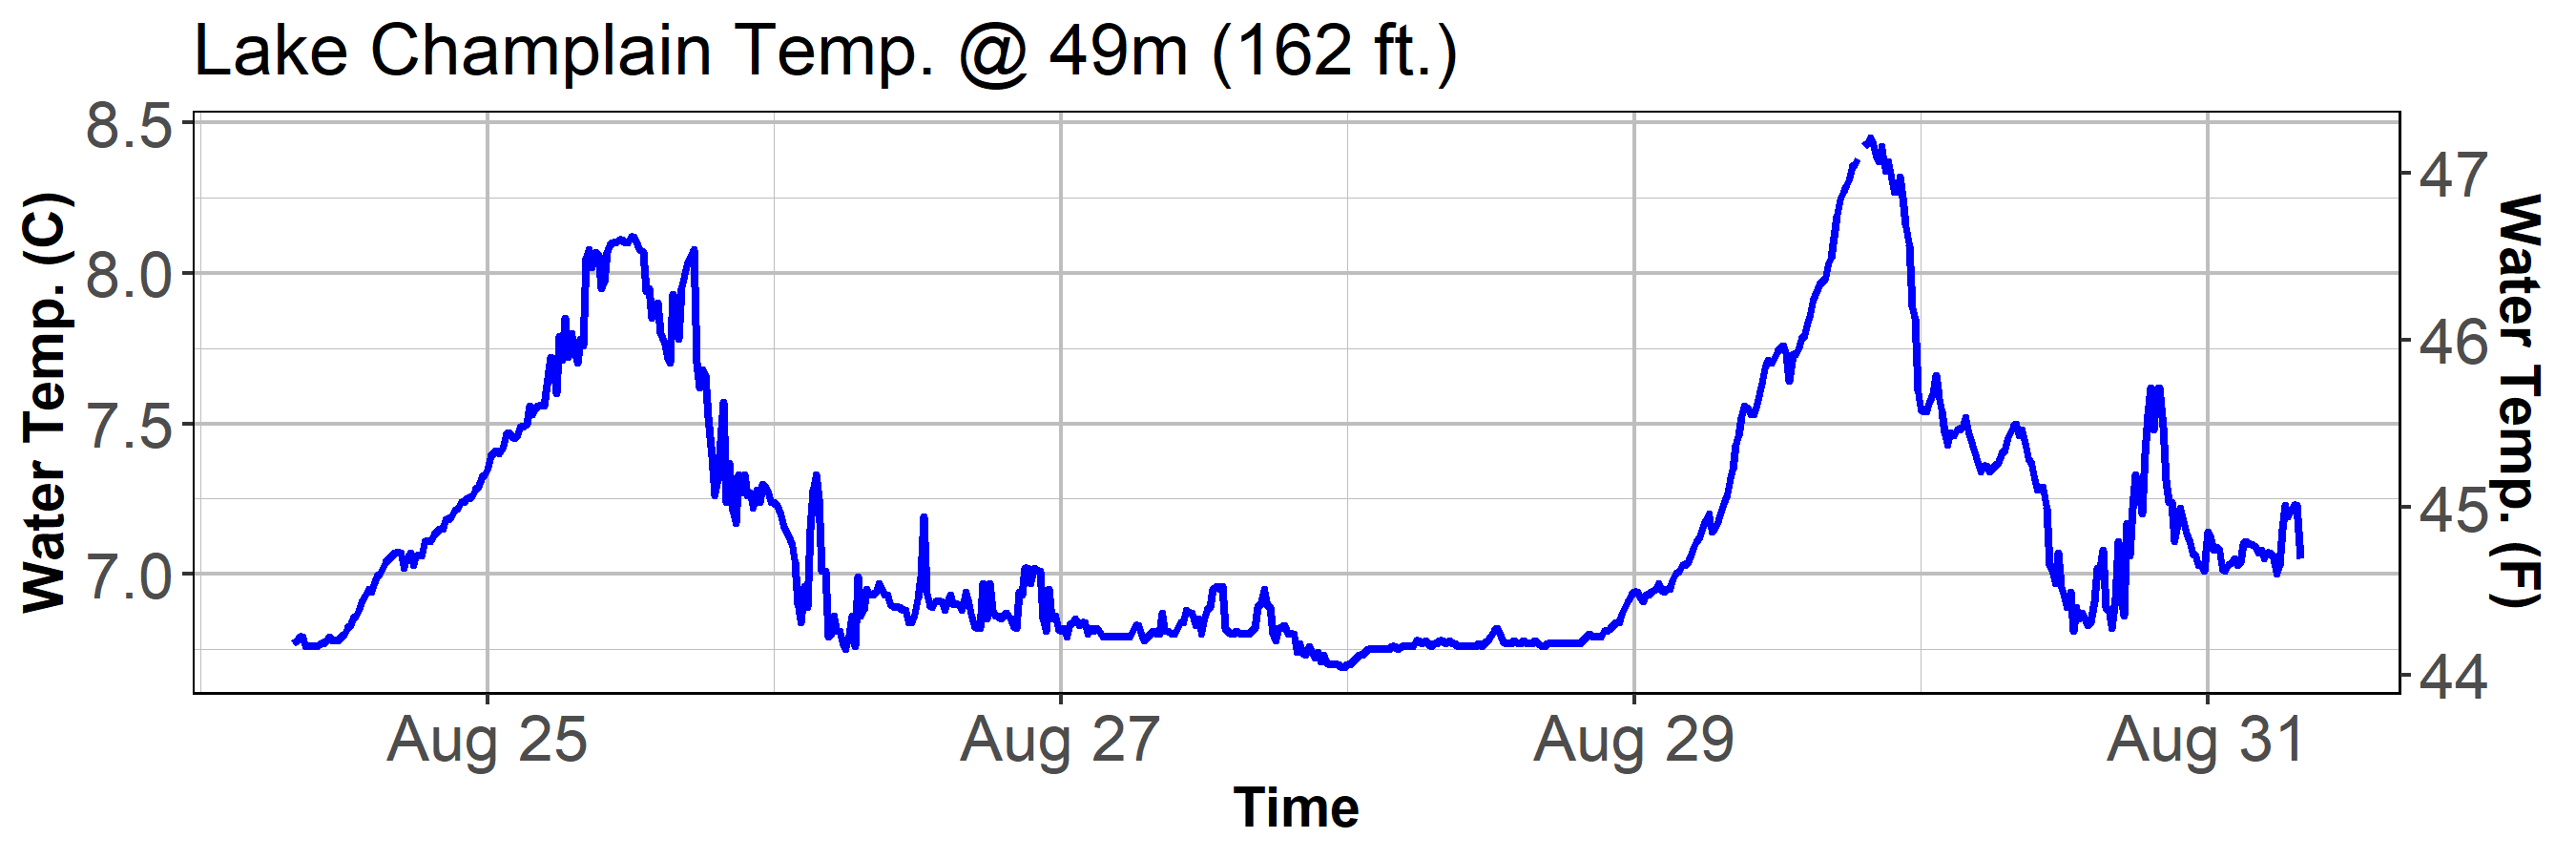 Lake Champlain Temp. @ 49m (162 ft.)
Water Temp. (C)
8.5
8.0
7.5
7.0
47
46
45
44
Water Temp. (F)
Aug 25
Aug 27
Aug 29
Aug 31
Time